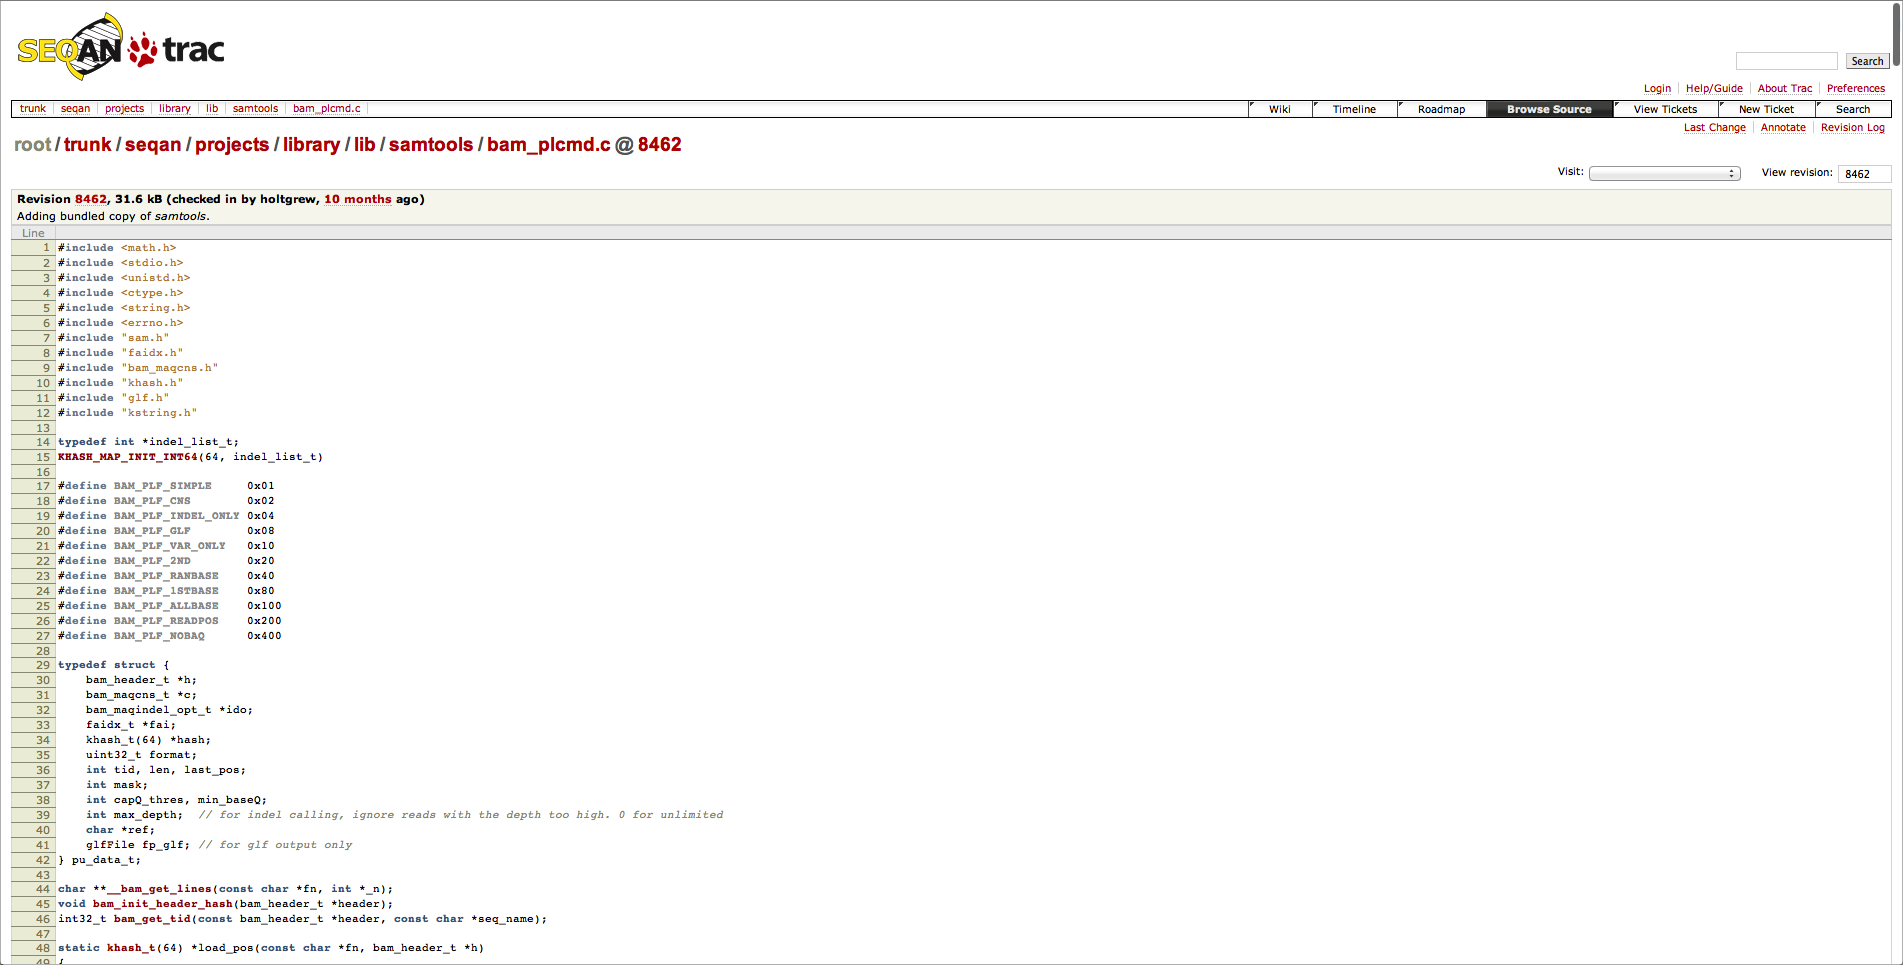 SEQAN trac
Search
Login Help/Guide About Trac Preferences
trunk seqan projects library lib samtools bam_plcmd.c Wiki Timeline Roadmap Browse Source View Tickets New Ticket Search
Last Change Annotate Revision Log
root / trunk / seqan / projects / library / lib / samtools / bam_plcmd.c @ 8462
Visit: View revision: 8462
Revision 8462, 31.6 kB (checked in by holtgrew, 10 months ago)
Adding bundled copy of samtools.
Line
1 #include <math.h>
2 #include <stdio.h>
3 #include <unistd.h>
4 #include <ctype.h>
5 #include <string.h>
6 #include <errno.h>
7 #include "sam.h"
8 #include "faidx.h"
9 #include "bam_maqcns.h"
10 #include "khash.h"
11 #include "glf.h"
12 #include "kstring.h"
13
14 typedef int *indel_list_t;
15 KHASH_MAP_INIT_INT64(64, indel_list_t)
16
17 #define BAM_PLF_SIMPLE     0x01
18 #define BAM_PLF_CNS        0x02
19 #define BAM_PLF_INDEL_ONLY 0x04
20 #define BAM_PLF_GLF        0x08
21 #define BAM_PLF_VAR_ONLY   0x10
22 #define BAM_PLF_2ND        0x20
23 #define BAM_PLF_RANBASE    0x40
24 #define BAM_PLF_1STBASE    0x80
25 #define BAM_PLF_ALLBASE    0x100
26 #define BAM_PLF_READPOS    0x200
27 #define BAM_PLF_NOBAQ      0x400
28
29 typedef struct {
30     bam_header_t *h;
31     bam_maqcns_t *c;
32     bam_maqindel_opt_t *ido;
33     faidx_t *fai;
34     khash_t(64) *hash;
35     uint32_t format;
36     int tid, len, last_pos;
37     int mask;
38     int capQ_thres, min_baseQ;
39     int max_depth;  // for indel calling, ignore reads with the depth too high. 0 for unlimited
40     char *ref;
41     glfFile fp_glf; // for glf output only
42 } pu_data_t;
43
44 char **__bam_get_lines(const char *fn, int *_n);
45 void bam_init_header_hash(bam_header_t *header);
46 int32_t bam_get_tid(const bam_header_t *header, const char *seq_name);
47
48 static khash_t(64) *load_pos(const char *fn, bam_header_t *h)
49 {